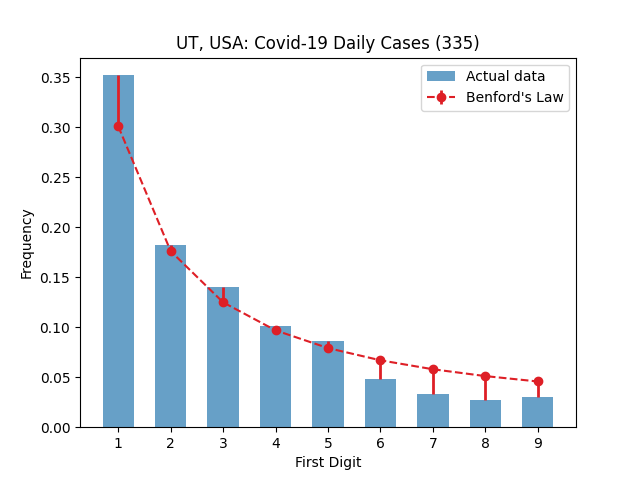 UT, USA: Covid-19 Daily Cases (335)
Actual data
Benford's Law
Frequency
0.35
0.30
0.25
0.20
0.15
0.10
0.05
0.00
1 2 3 4 5 6 7 8 9
First Digit